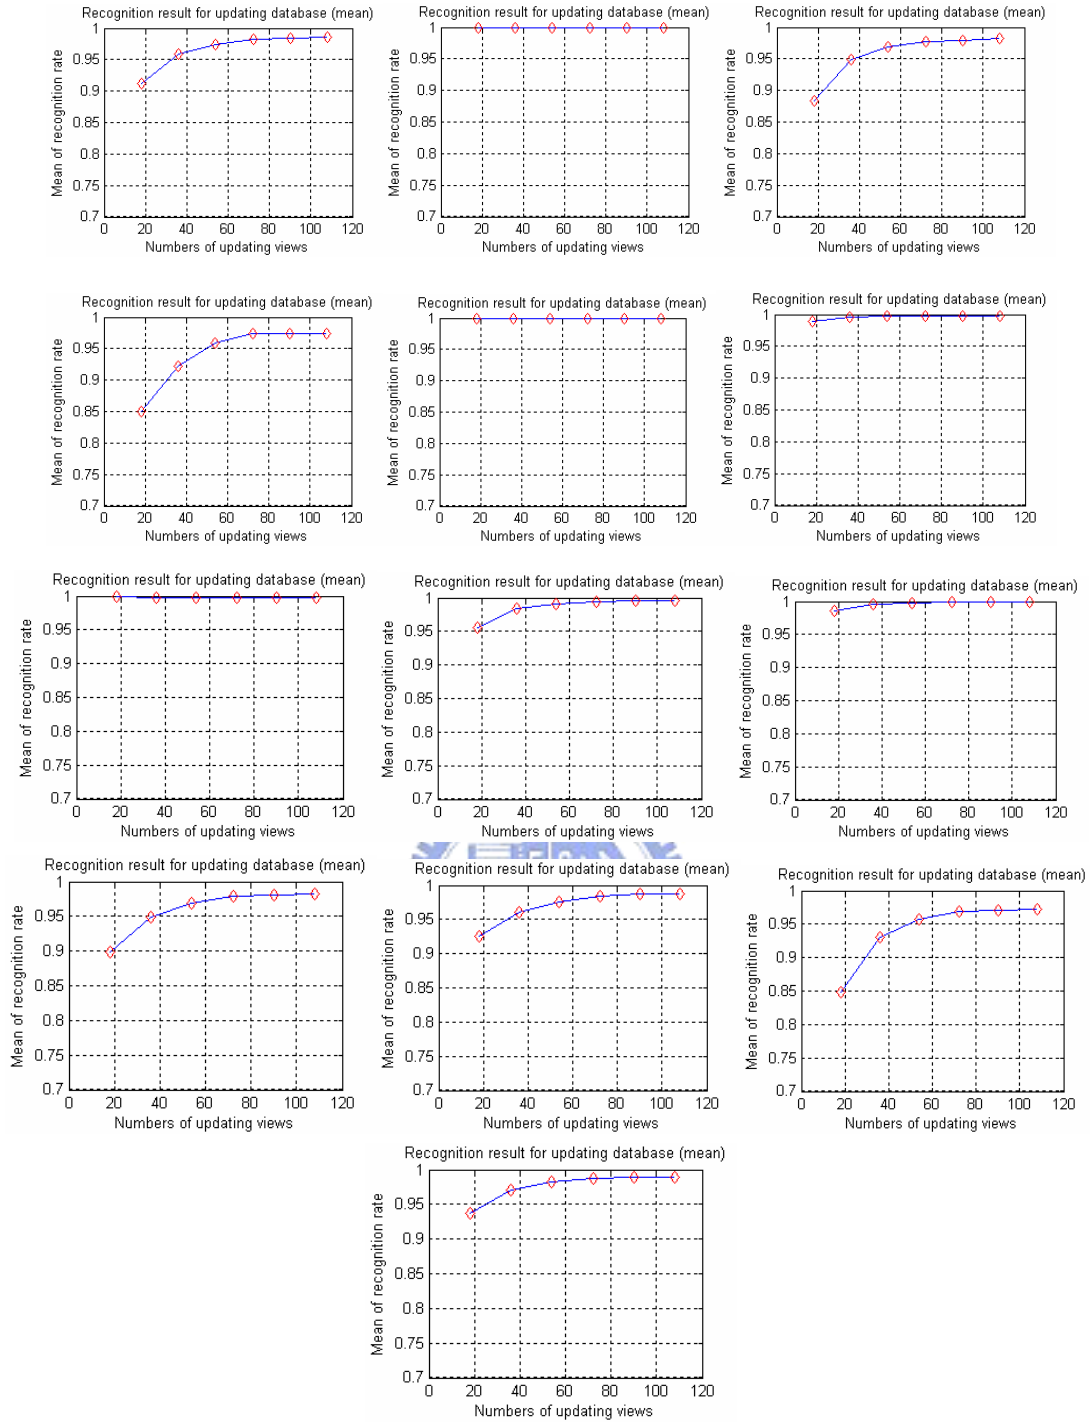 Recognition result for updating database (mean)
Mean of recognition rate
1
0.95
0.9
0.85
0.8
0.75
0.7
0 20 40 60 80 100 120
Numbers of updating views
Recognition result for updating database (mean)
Mean of recognition rate
1
0.95
0.9
0.85
0.8
0.75
0.7
0 20 40 60 80 100 120
Numbers of updating views
Recognition result for updating database (mean)
Mean of recognition rate
1
0.95
0.9
0.85
0.8
0.75
0.7
0 20 40 60 80 100 120
Numbers of updating views
Recognition result for updating database (mean)
Mean of recognition rate
1
0.95
0.9
0.85
0.8
0.75
0.7
0 20 40 60 80 100 120
Numbers of updating views
Recognition result for updating database (mean)
Mean of recognition rate
1
0.95
0.9
0.85
0.8
0.75
0.7
0 20 40 60 80 100 120
Numbers of updating views
Recognition result for updating database (mean)
Mean of recognition rate
1
0.95
0.9
0.85
0.8
0.75
0.7
0 20 40 60 80 100 120
Numbers of updating views
Recognition result for updating database (mean)
Mean of recognition rate
1
0.95
0.9
0.85
0.8
0.75
0.7
0 20 40 60 80 100 120
Numbers of updating views
Recognition result for updating database (mean)
Mean of recognition rate
1
0.95
0.9
0.85
0.8
0.75
0.7
0 20 40 60 80 100 120
Numbers of updating views
Recognition result for updating database (mean)
Mean of recognition rate
1
0.95
0.9
0.85
0.8
0.75
0.7
0 20 40 60 80 100 120
Numbers of updating views
Recognition result for updating database (mean)
Mean of recognition rate
1
0.95
0.9
0.85
0.8
0.75
0.7
0 20 40 60 80 100 120
Numbers of updating views
Recognition result for updating database (mean)
Mean of recognition rate
1
0.95
0.9
0.85
0.8
0.75
0.7
0 20 40 60 80 100 120
Numbers of updating views
Recognition result for updating database (mean)
Mean of recognition rate
1
0.95
0.9
0.85
0.8
0.75
0.7
0 20 40 60 80 100 120
Numbers of updating views
Recognition result for updating database (mean)
Mean of recognition rate
1
0.95
0.9
0.85
0.8
0.75
0.7
0 20 40 60 80 100 120
Numbers of updating views